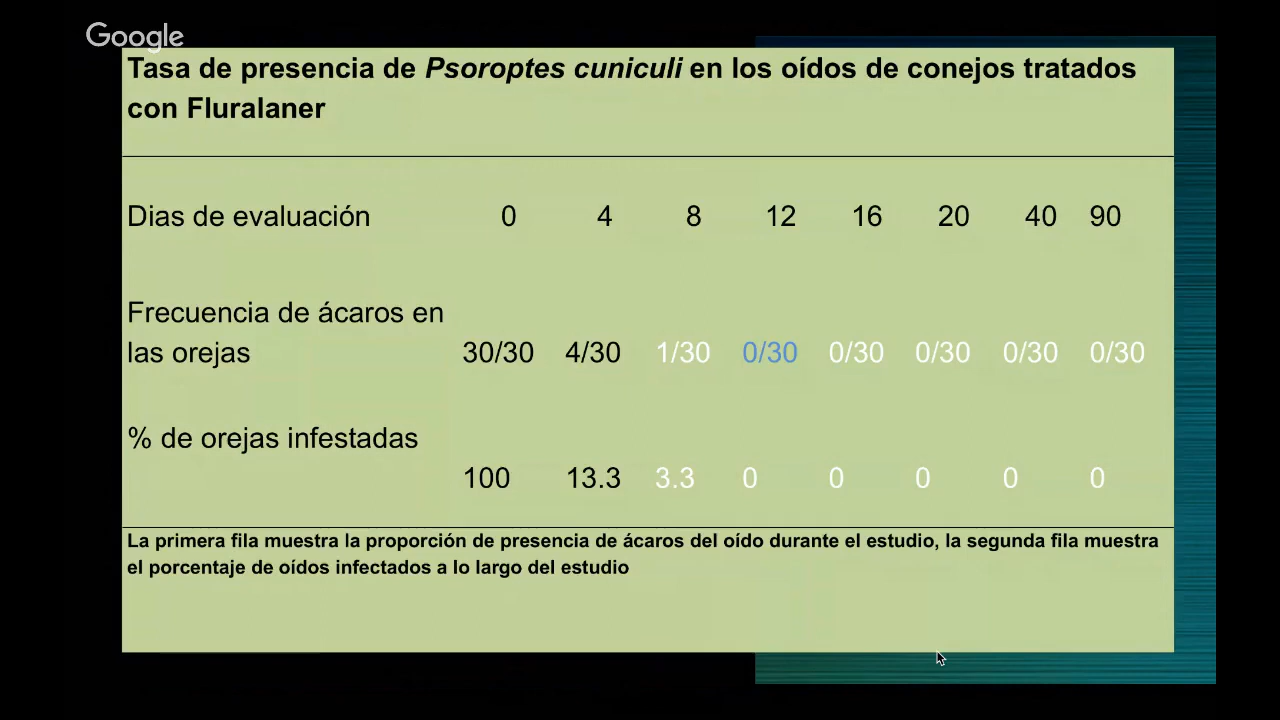 Google
Tasa de presencia de Psoroptes cuniculi en los oídos de conejos tratados
con Fluralaner
Dias de evaluación 0 4 8 12 16 20 40 90
Frecuencia de ácaros en
las orejas 30/30 4/30 1/30 0/30 0/30 0/30 0/30 0/30
% de orejas infestadas
100 13.3 3.3 0 0 0 0 0
La primera fila muestra la proporción de presencia de ácaros del oído durante el estudio, la segunda fila muestra
el porcentaje de oídos infectados a lo largo del estudio